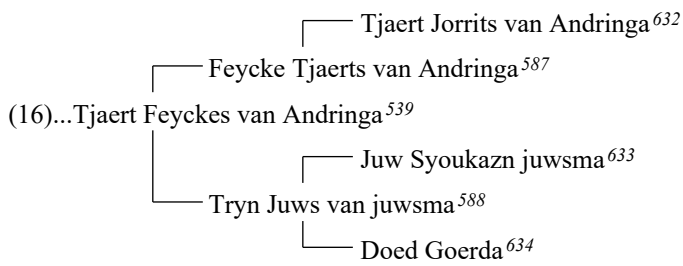 Tjaert Jorrits van Andringa632
Feycke Tjaerts van Andringa587
(16)...Tjaert Feyckes van Andringa539
Juw Syoukazn juwsma633
Tryn Juws van juwsma588
Doed Goerda634